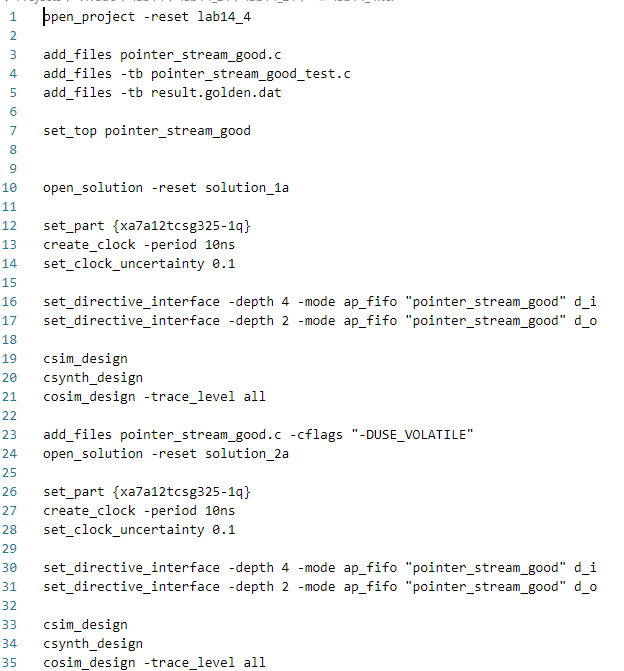 1 open_project -reset lab14_4
2
3 add_files pointer_stream_good.c
4 add_files -tb pointer_stream_good_test.c
5 add_files -tb result.golden.dat
6
7 set_top pointer_stream_good
8
9
10 open_solution -reset solution_1a
11
12 set_part {xa7a12tcsg325-1q}
13 create_clock -period 10ns
14 set_clock_uncertainty 0.1
15
16 set_directive_interface -depth 4 -mode ap_fifo "pointer_stream_good" d_i
17 set_directive_interface -depth 2 -mode ap_fifo "pointer_stream_good" d_o
18
19 csim_design
20 csynth_design
21 cosim_design -trace_level all
22
23 add_files pointer_stream_good.c -cflags "-DUSE_VOLATILE"
24 open_solution -reset solution_2a
25
26 set_part {xa7a12tcsg325-1q}
27 create_clock -period 10ns
28 set_clock_uncertainty 0.1
29
30 set_directive_interface -depth 4 -mode ap_fifo "pointer_stream_good" d_i
31 set_directive_interface -depth 2 -mode ap_fifo "pointer_stream_good" d_o
32
33 csim_design
34 csynth_design
35 cosim_design -trace_level all